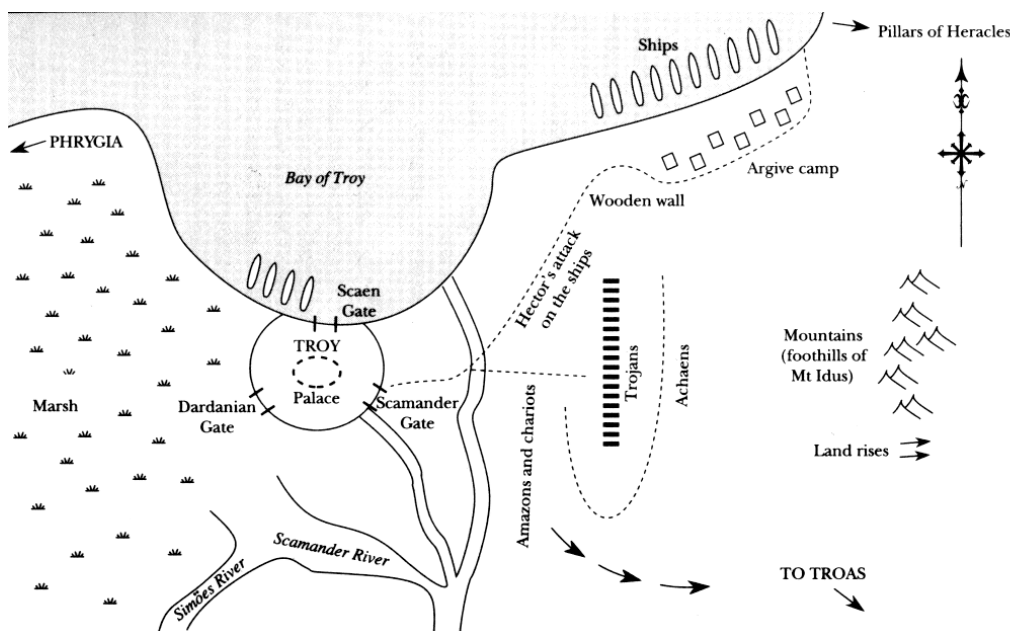 Ships
Pillars of Heracles
PHRYGIA
Bay of Troy
Argive camp
Wooden wall
Hector's attack
on the ships
Scaen
Gate
TROY
Palace
Marsh
Dardanian
Gate
Scamander
Gate
Amazons and chariots
Trojans
Achaens
Mountains
(foothills of
Mt Idus)
Land rises
Scamander River
Simões River
TO TROAS
N